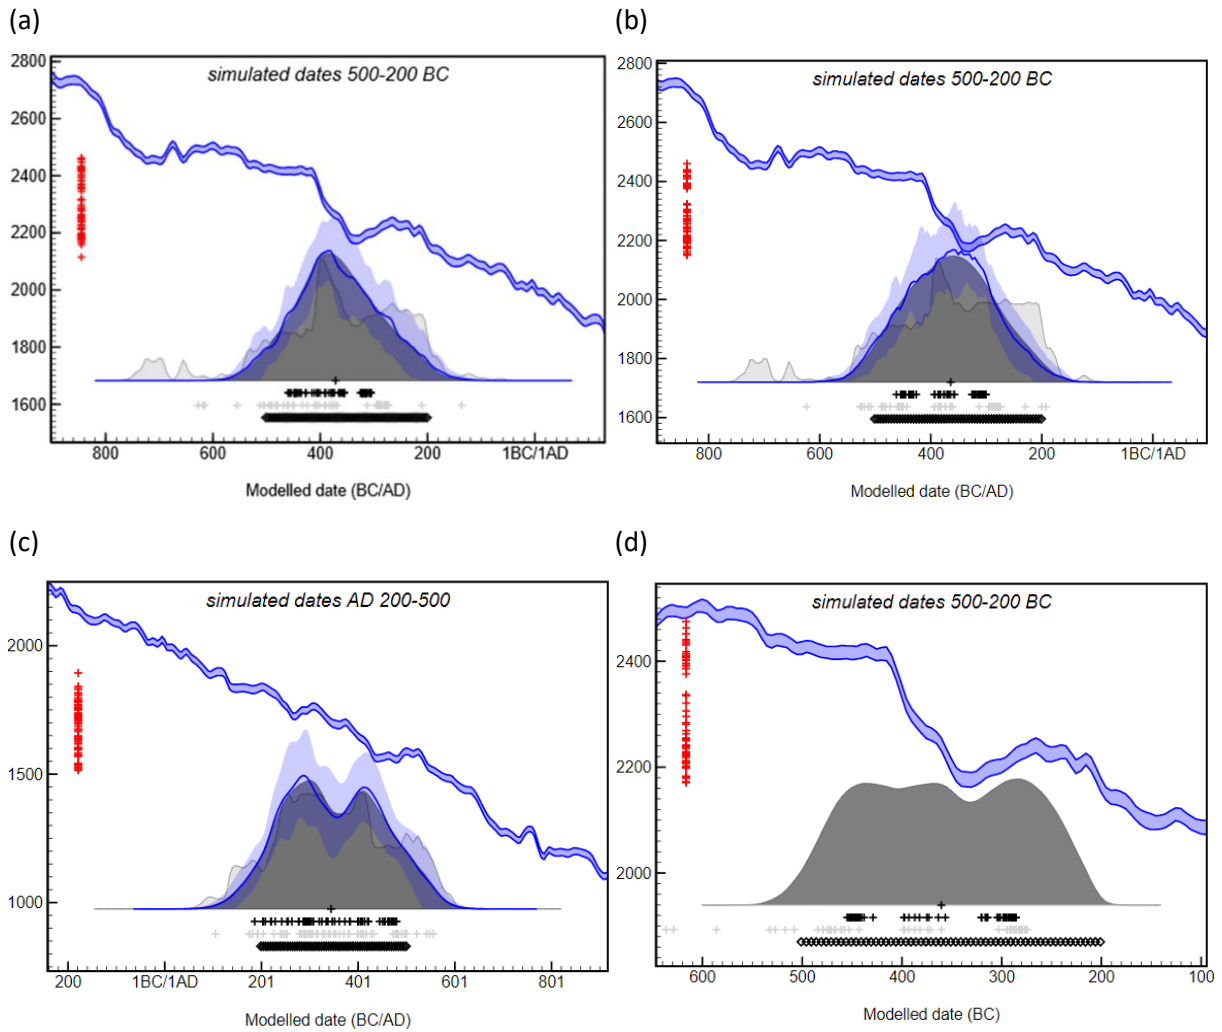 (a)
simulated dates 500-200 BC
2800
2600
2400
2200
2000
1800
1600
800 600 400 200 1BC/1AD
Modelled date (BC/AD)
(b)
simulated dates 500-200 BC
2800
2600
2400
2200
2000
1800
1600
800 600 400 200 1BC/1AD
Modelled date (BC/AD)
(c)
simulated dates AD 200-500
2000
1500
1000
200 1BC/1AD 201 401 601 801
Modelled date (BC/AD)
(d)
simulated dates 500-200 BC
2400
2200
2000
600 500 400 300 200 100
Modelled date (BC)